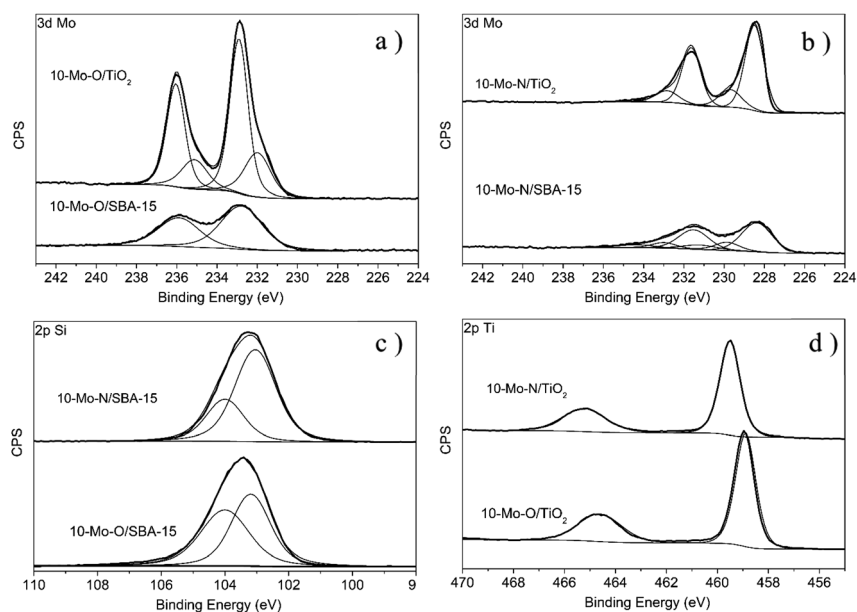 3d Mo
a )
10-Mo-O/TiO2
CPS
10-Mo-O/SBA-15
242 240 238 236 234 232 230 228 226 224
Binding Energy (eV)
3d Mo
b )
10-Mo-N/TiO2
CPS
10-Mo-N/SBA-15
242 240 238 236 234 232 230 228 226 224
Binding Energy (eV)
2p Si
c )
10-Mo-N/SBA-15
CPS
10-Mo-O/SBA-15
110 108 106 104 102 100 9
Binding Energy (eV)
2p Ti
d )
10-Mo-N/TiO2
CPS
10-Mo-O/TiO2
470 468 466 464 462 460 458 456
Binding Energy (eV)